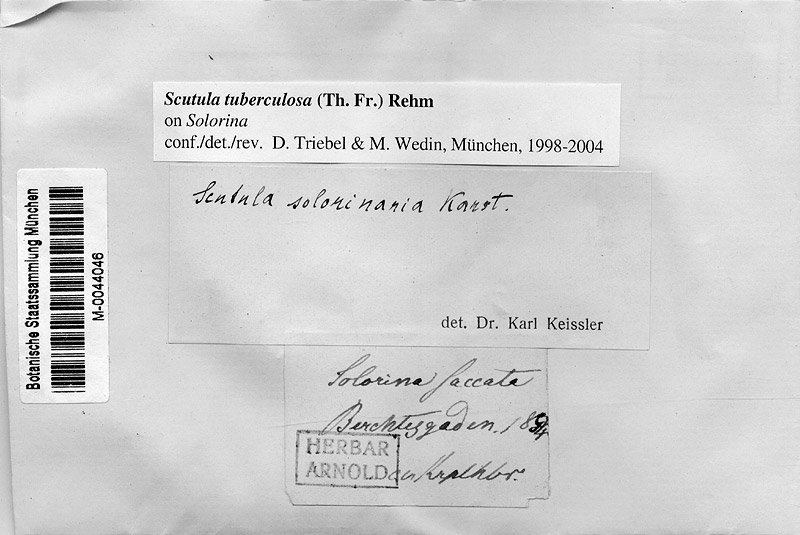 Scutula tuberculosa (Th. Fr.) Rehm
on Solorina
conf./det./rev. D. Triebel & M. Wedin, München, 1998-2004
Scutula solorinaria Karst.
det. Dr. Karl Keissler
Botanische Staatssammlung München
M-0044046
Solorina saccata
Berchtesgaden.
HERBAR
ARNOLD